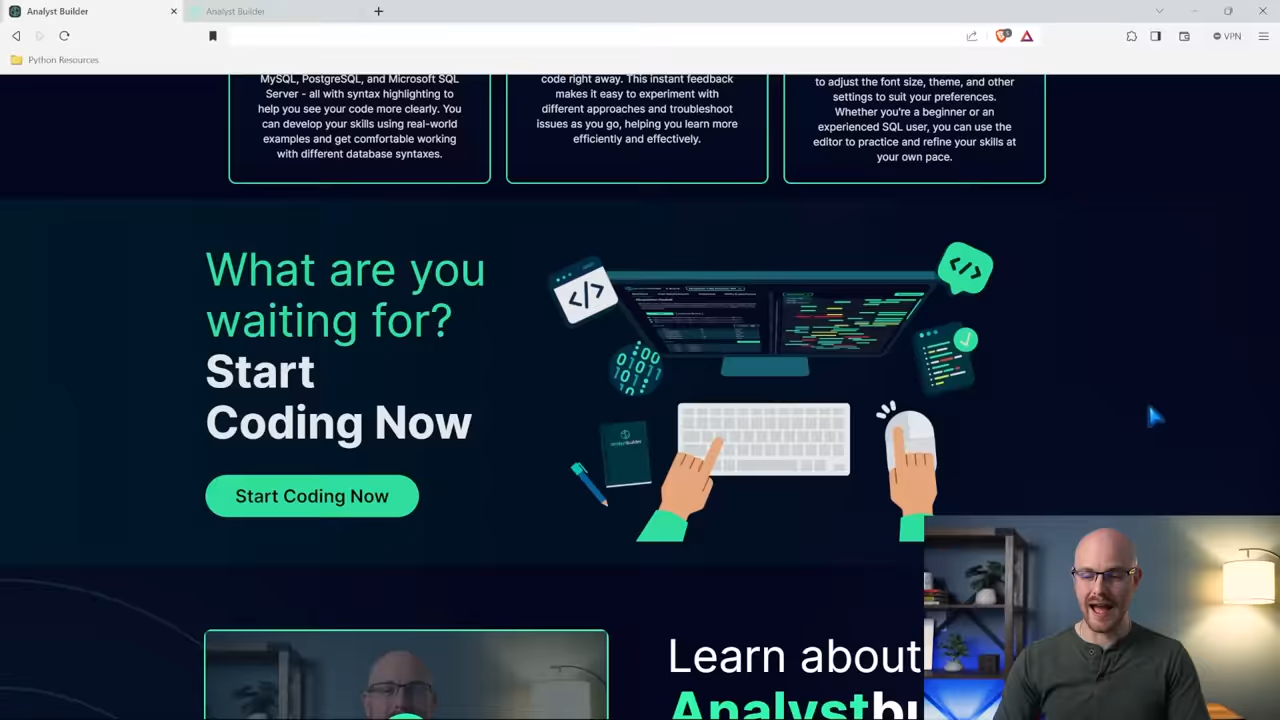 Analyst Builder
Analyst Builder
VPN
Python Resources
MySQL, PostgreSQL, and Microsoft SQL
Server - all with syntax highlighting to
help you see your code more clearly. You
can develop your skills using real-world
examples and get comfortable working
with different database syntaxes.
code right away. This instant feedback
makes it easy to experiment with
different approaches and troubleshoot
issues as you go, helping you learn more
efficiently and effectively.
to adjust the font size, theme, and other
settings to suit your preferences.
Whether you're a beginner or an
experienced SQL user, you can use the
editor to practice and refine your skills at
your own pace.
What are you
waiting for?
Start
Coding Now
Start Coding Now
Learn about
Analystbu